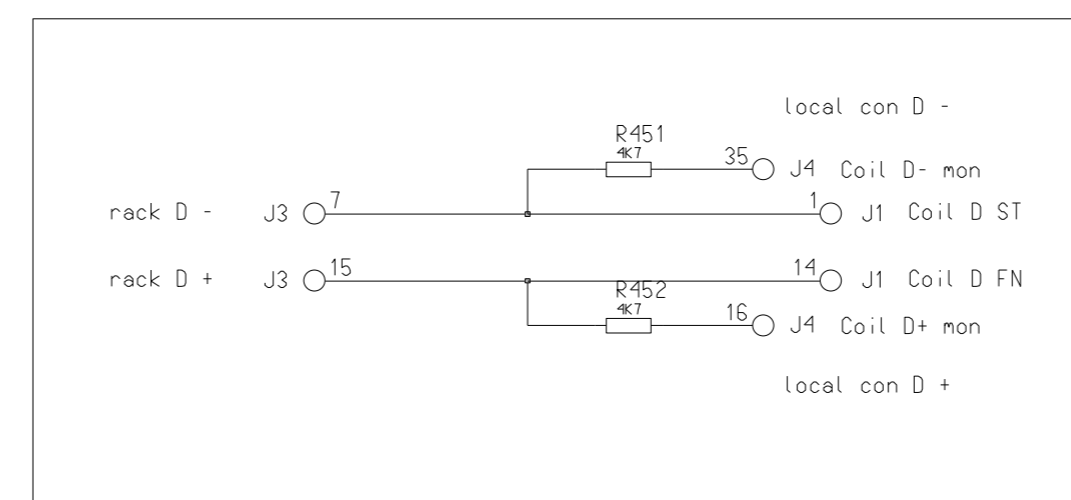 local con D -
R451
4K7
35 J4 Coil D- mon
rack D - J3 7 1 J1 Coil D ST
rack D + J3 15 14 J1 Coil D FN
R452
4K7
16 J4 Coil D+ mon
local con D +